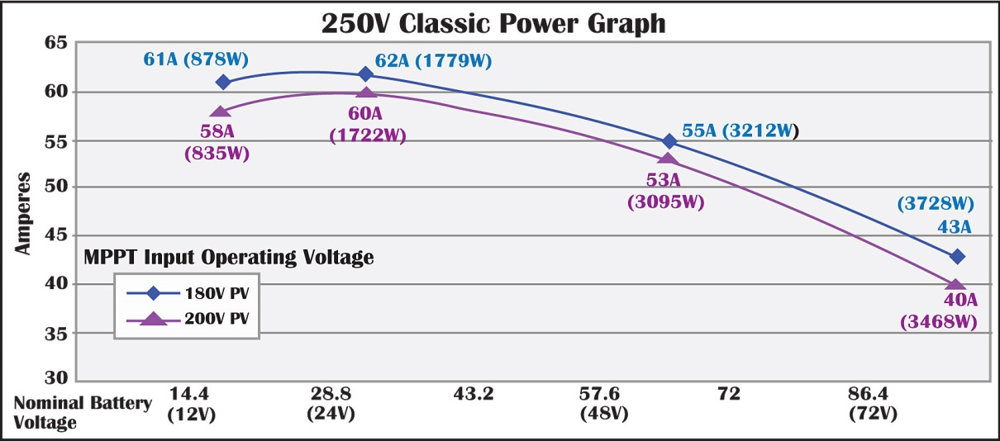 250V Classic Power Graph
65
60
55
50
45
40
35
30
Amperes
61A (878W)
62A (1779W)
58A
(835W)
60A
(1722W)
55A (3212W)
53A
(3095W)
(3728W)
43A
40A
(3468W)
MPPT Input Operating Voltage
180V PV
200V PV
Nominal Battery
Voltage
14.4
(12V)
28.8
(24V)
43.2
57.6
(48V)
72
86.4
(72V)